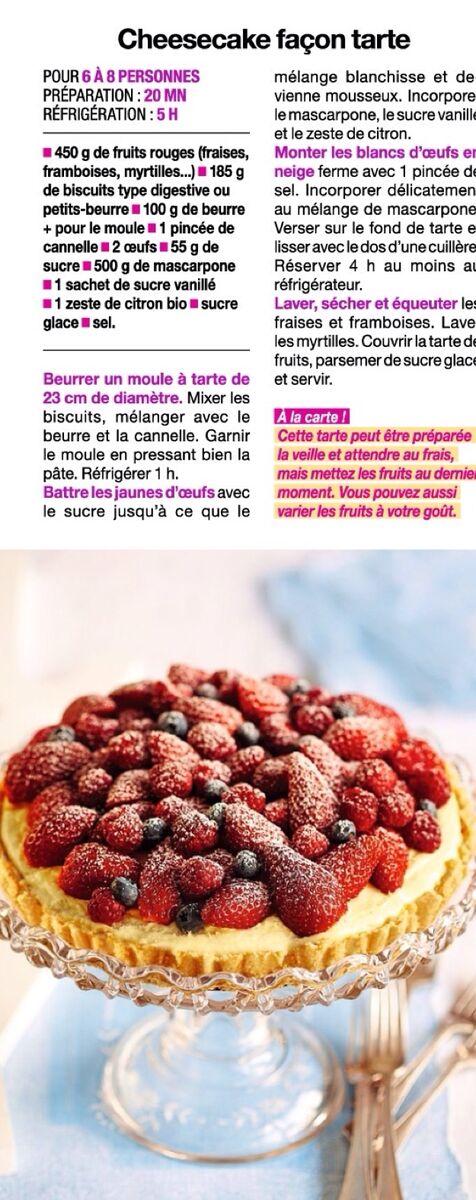 Cheesecake façon tarte
POUR 6 À 8 PERSONNES
PRÉPARATION : 20 MN
RÉFRIGÉRATION : 5 H
■ 450 g de fruits rouges (fraises,
framboises, myrtilles...) ■ 185 g
de biscuits type digestive ou
petits-beurre ■ 100 g de beurre
+ pour le moule ■ 1 pincée de
cannelle ■ 2 œufs ■ 55 g de
sucre ■ 500 g de mascarpone
■ 1 sachet de sucre vanillé
■ 1 zeste de citron bio ■ sucre
glace ■ sel.
Beurrer un moule à tarte de
23 cm de diamètre. Mixer les
biscuits, mélanger avec le
beurre et la cannelle. Garnir
le moule en pressant bien la
pâte. Réfrigérer 1 h.
Battre les jaunes d'œufs avec
le sucre jusqu'à ce que le
mélange blanchisse et de-
vienne mousseux. Incorpore
le mascarpone, le sucre vanillé
et le zeste de citron.
Monter les blancs d'œufs en
neige ferme avec 1 pincée de
sel. Incorporer délicatemen
au mélange de mascarpone
Verser sur le fond de tarte e
lisser avec le dos d'une cuillère
Réserver 4 h au moins au
réfrigérateur.
Laver, sécher et équeuter les
fraises et framboises. Lave
les myrtilles. Couvrir la tarte de
fruits, parsemer de sucre glace
et servir.
À la carte !
Cette tarte peut être préparée
la veille et attendre au frais,
mais mettez les fruits au dernier
moment. Vous pouvez aussi
varier les fruits à votre goût.